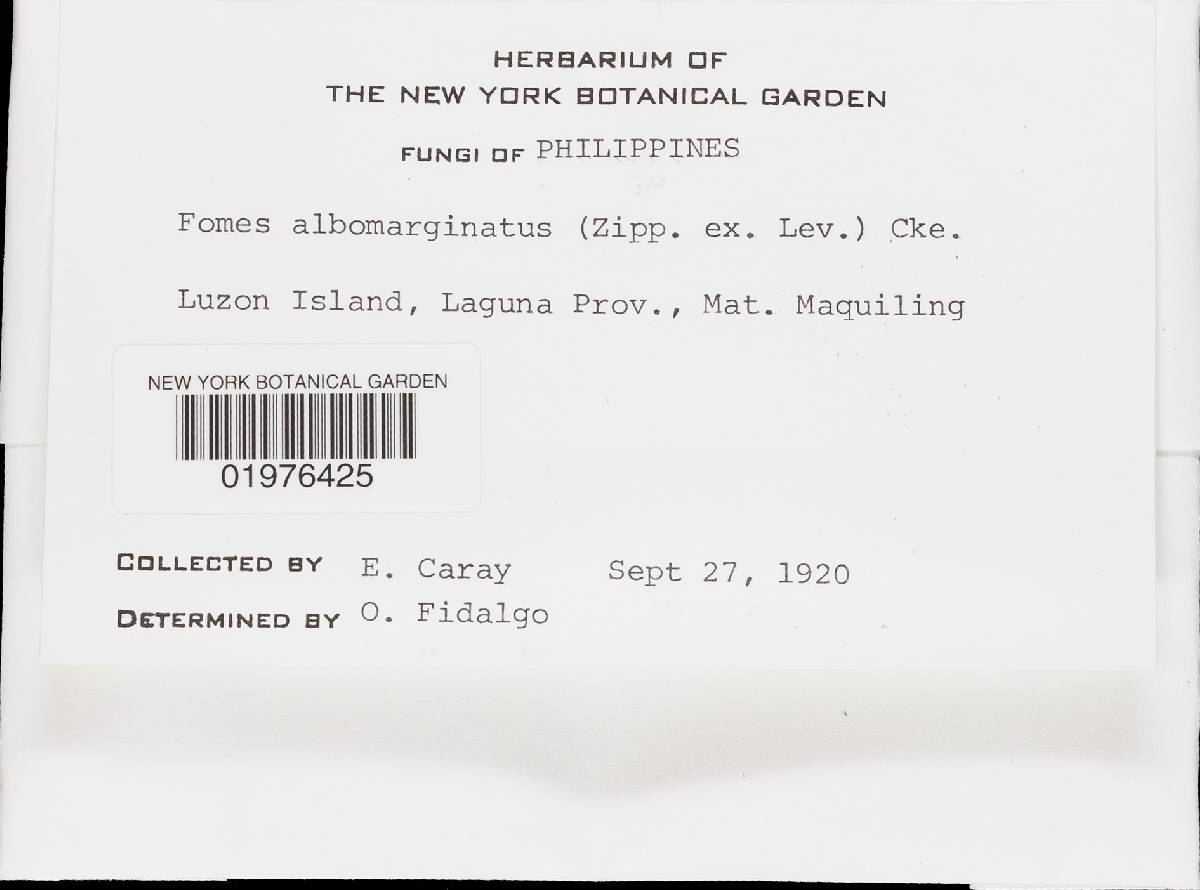 HERBARIUM OF
THE NEW YORK BOTANICAL GARDEN
FUNGI OF PHILIPPINES
Fomes albomarginatus (Zipp. ex. Lev.) Cke.
Luzon Island, Laguna Prov., Mat. Maquiling
NEW YORK BOTANICAL GARDEN
01976425
COLLECTED BY E. Caray Sept 27, 1920
DETERMINED BY O. Fidalgo